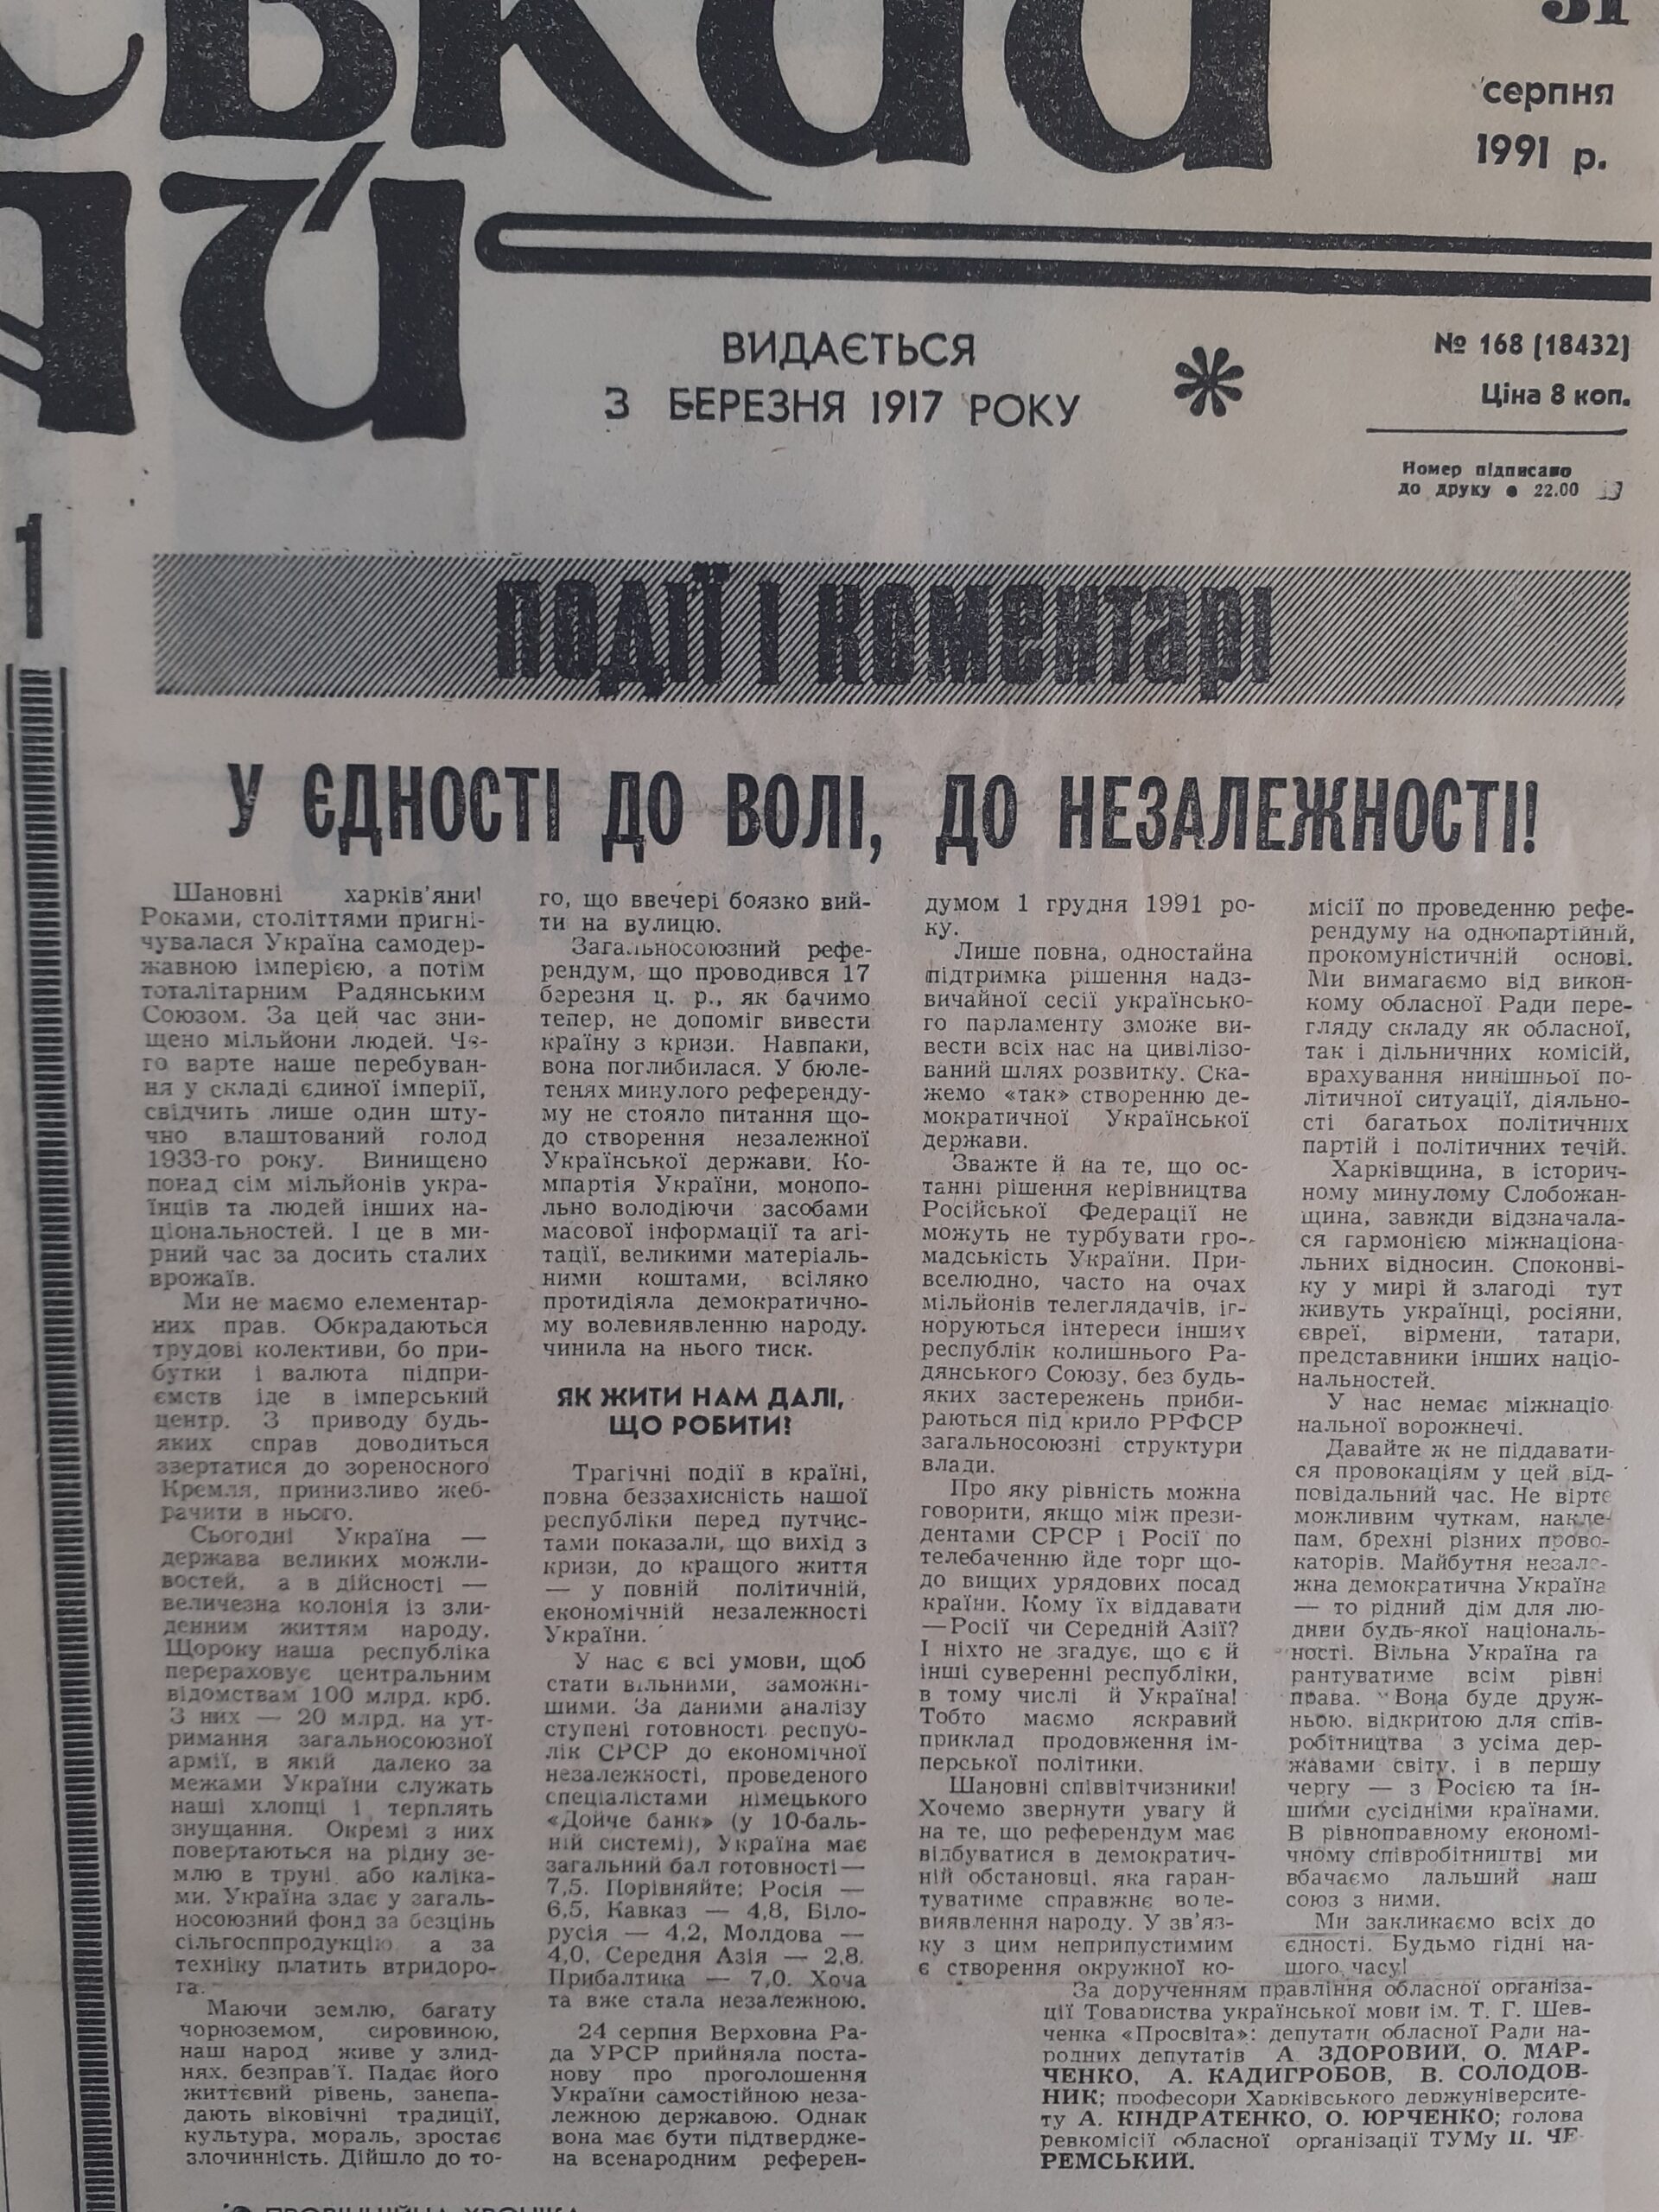 ська
серпня
1991 р.
ВИДАЄТЬСЯ
З БЕРЕЗНЯ 1917 РОКУ
№ 168 (18432)
Ціна 8 коп.
Номер підписано
до друку ● 22.00
1
ПОДІЇ І КОМЕНТАРІ
У ЄДНОСТІ ДО ВОЛІ, ДО НЕЗАЛЕЖНОСТІ!
Шановні харків'яни!
Роками, століттями пригні-
чувалася Україна самодер-
жавною імперією, а потім
тоталітарним Радянським
Союзом. За цей час зни-
щено мільйони людей. Чо-
го варте наше перебуван-
ня у складі єдиної імперії,
свідчить лише один шту-
чно влаштований голод
1933-го року. Винищено
понад сім мільйонів укра-
їнців та людей інших на-
ціональностей. І це в ми-
рний час за досить сталих
врожаїв.
Ми не маємо елементар-
них прав. Обкрадаються
трудові колективи, бо при-
бутки і валюта підпри-
ємств іде в імперський
центр. З приводу будь-
яких справ доводиться
звертатися до зореносного
Кремля, принизливо жеб-
рачити в нього.
Сьогодні Україна —
держава великих можли-
востей, а в дійсності —
величезна колонія із зли-
денним життям народу.
Щороку наша республіка
перераховує центральним
відомствам 100 млрд. крб.
З них — 20 млрд. на ут-
римання загальносоюзної
армії, в якій далеко за
межами України служать
наші хлопці і терплять
знущання. Окремі з них
повертаються на рідну зе-
млю в труні або каліка-
ми. Україна здає у загаль-
носоюзний фонд за безцінь
сільгосппродукцію а за
техніку платить втридоро-
га.
Маючи землю, багату
чорноземом, сировиною,
наш народ живе у злид-
нях, безправ'ї. Падає його
життєвий рівень, занепа-
дають віковічні традиції,
культура, мораль, зростає
злочинність. Дійшло до то-
го, що ввечері боязко вий-
ти на вулицю.
Загальносоюзний рефе-
рендум, що проводився 17
березня ц. р., як бачимо
тепер, не допоміг вивести
країну з кризи. Навпаки,
вона поглибилася. У бюле-
тенях минулого референду-
му не стояло питання що-
до створення незалежної
Української держави. Ко-
мпартія України, монопо-
льно володіючи засобами
масової інформації та агі-
тації, великими матеріаль-
ними коштами, всіляко
протидіяла демократично-
му волевиявленню народу.
чинила на нього тиск.
ЯК ЖИТИ НАМ ДАЛІ,
ЩО РОБИТИ?
Трагічні події в країні,
повна беззахисність нашої
республіки перед путчис-
тами показали, що вихід з
кризи, до кращого життя
— у повній політичній,
економічній незалежності
України.
У нас є всі умови, щоб
стати вільними, заможні-
шими. За даними аналізу
ступені готовності респуб-
лік СРСР до економічної
незалежності, проведеного
спеціалістами німецького
«Дойче банк» (у 10-баль-
ній системі), Україна має
загальний бал готовності —
7,5. Порівняйте: Росія —
6,5, Кавказ — 4,8, Біло-
русія — 4,2, Молдова —
4,0, Середня Азія — 2,8.
Прибалтика — 7,0. Хоча
та вже стала незалежною.
24 серпня Верховна Ра-
да УРСР прийняла поста-
нову про проголошення
України самостійною неза-
лежною державою. Однак
вона має бути підтвердже-
на всенародним референ-
думом 1 грудня 1991 ро-
ку.
Лише повна, одностайна
підтримка рішення надз-
вичайної сесії українсько-
го парламенту зможе ви-
вести всіх нас на цивілізо-
ваний шлях розвитку. Ска-
жемо «так» створенню де-
мократичної Української
держави.
Зважте й на те, що ос-
танні рішення керівництва
Російської Федерації не
можуть не турбувати гро-
мадськість України. При-
вселюдно, часто на очах
мільйонів телеглядачів, іг-
норуються інтереси інших
республік колишнього Ра-
дянського Союзу, без будь-
яких застережень приби-
раються під крило РРФСР
загальносоюзні структури
влади.
Про яку рівність можна
говорити, якщо між прези-
дентами СРСР і Росії по
телебаченню йде торг що-
до вищих урядових посад
країни. Кому їх віддавати
—Росії чи Середній Азії?
І ніхто не згадує, що є й
інші суверенні республіки,
в тому числі й Україна!
Тобто маємо яскравий
приклад продовження ім-
перської політики.
Шановні співвітчизники!
Хочемо звернути увагу й
на те, що референдум має
відбуватися в демократич-
ній обстановці, яка гаран-
туватиме справжнє воле-
виявлення народу. У зв'яз-
ку з цим неприпустимим
є створення окружної ко-
місії по проведенню рефе-
рендуму на однопартійній,
прокомуністичній основі.
Ми вимагаємо від викон-
кому обласної Ради пере-
гляду складу як обласної,
так і дільничних комісій,
врахування нинішньої по-
літичної ситуації, діяльно-
сті багатьох політичних
партій і політичних течій.
Харківщина, в історич-
ному минулому Слобожан-
щина, завжди відзначала-
ся гармонією міжнаціона-
льних відносин. Споконві-
ку у мирі й злагоді тут
живуть українці, росіяни,
євреї, вірмени, татари,
представники інших націо-
нальностей.
У нас немає міжнаціо
нальної ворожнечі.
Давайте ж не піддавати-
ся провокаціям у цей від-
повідальний час. Не вірте
можливим чуткам, накле-
пам, брехні різних прово-
каторів. Майбутня незале-
жна демократична Україна
— то рідний дім для лю-
дини будь-якої національ-
ності. Вільна Україна га
рантуватиме всім рівні
права. Вона буде друж-
ньою, відкритою для спів-
робітництва з усіма дер-
жавами світу, і в першу
чергу — з Росією та ін-
шими сусідніми країнами.
В рівноправному економі-
чному співробітництві ми
вбачаємо дальший наш
союз з ними.
Ми закликаємо всіх до
єдності. Будьмо гідні на-
шого часу!
За дорученням правління обласної організа-
ції Товариства української мови ім. Т. Г. Шев-
ченка «Просвіта»: депутати обласної Ради на-
родних депутатів А ЗДОРОВИЙ, О. МАР-
ЧЕНКО, А. КАДИГРОБОВ, В. СОЛОДОВ-
НИК; професори Харківського держуніверсите-
ту А. КІНДРАТЕНКО, О. ЮРЧЕНКО; голова
ревкомісії обласної організації ТУМу П. ЧЕ-
РЕМСЬКИЙ.